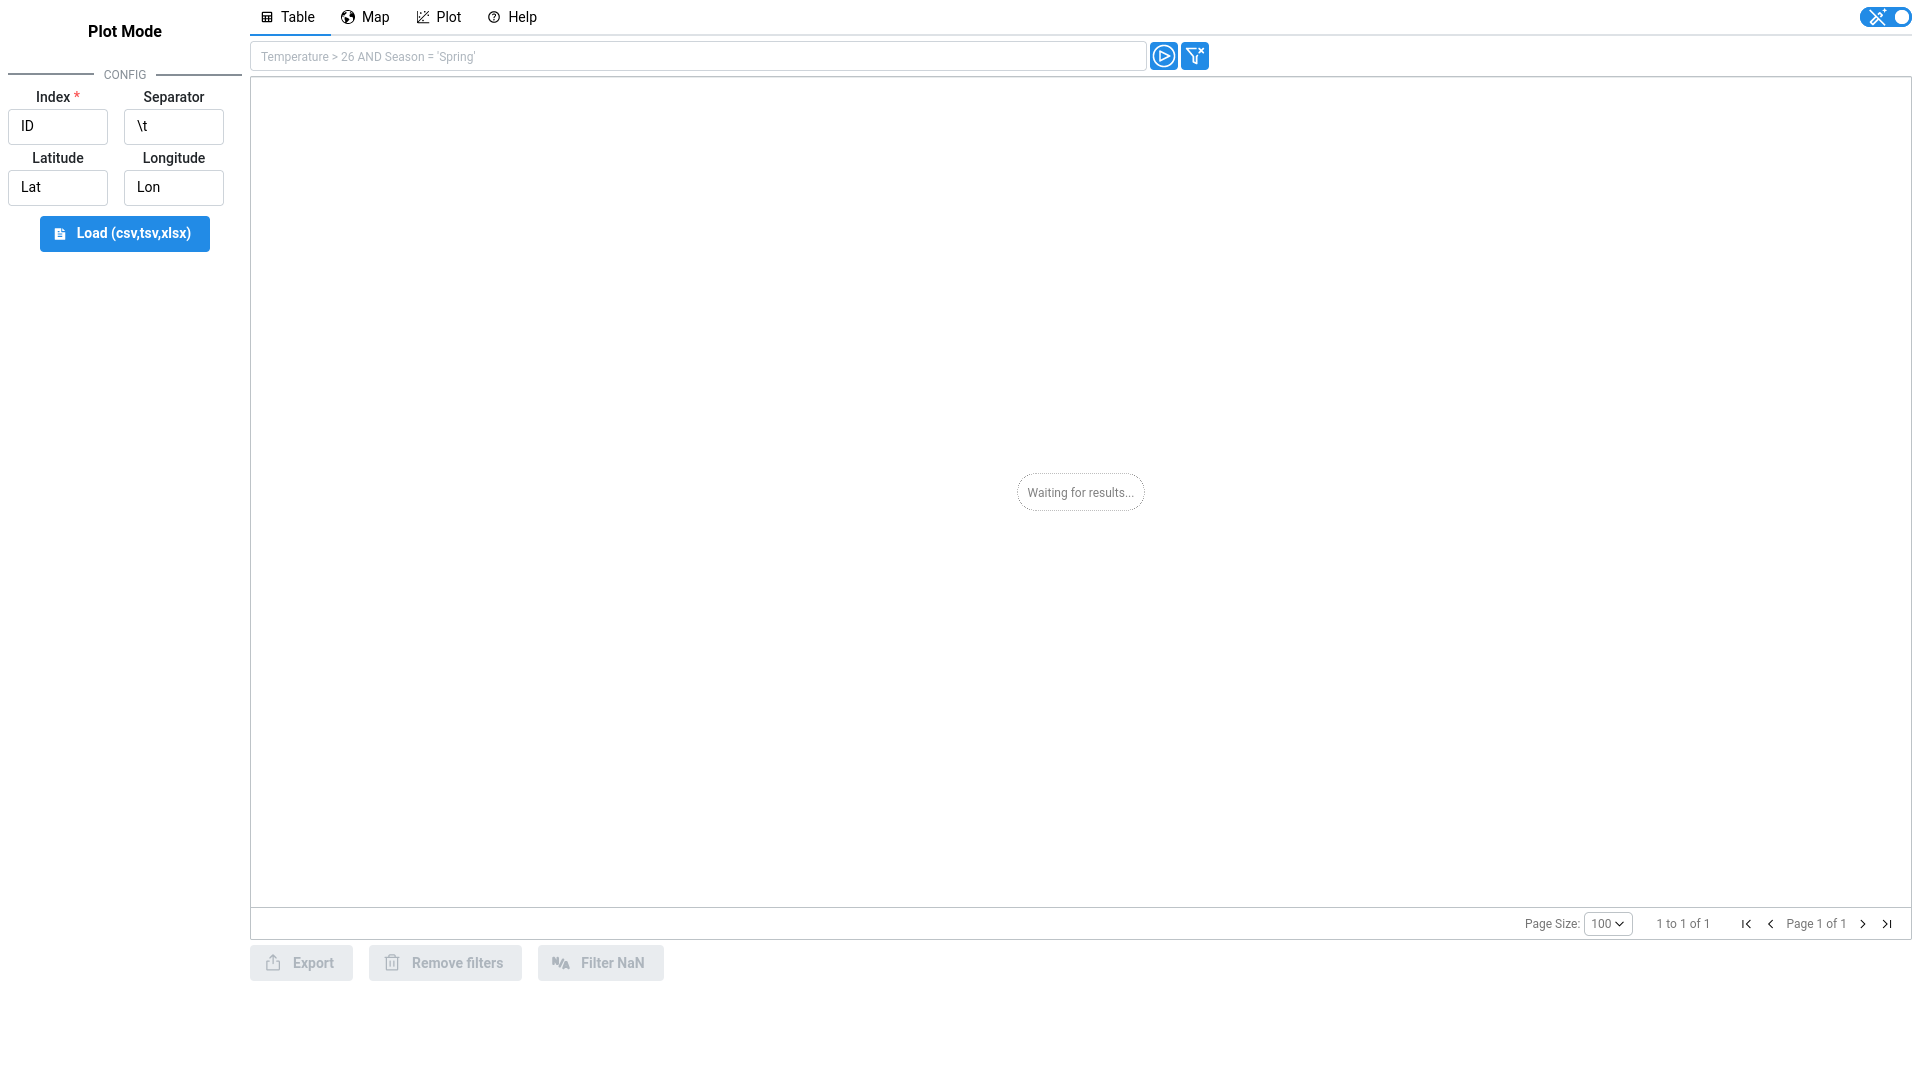 Plot Mode
Table
Map
Plot
Help
CONFIG
Index *
Separator
ID
\t
Latitude
Longitude
Lat
Lon
Load (csv,tsv,xlsx)
Temperature > 26 AND Season = 'Spring'
Waiting for results...
Page Size: 100 1 to 1 of 1 Page 1 of 1
Export
Remove filters
N/A Filter NaN